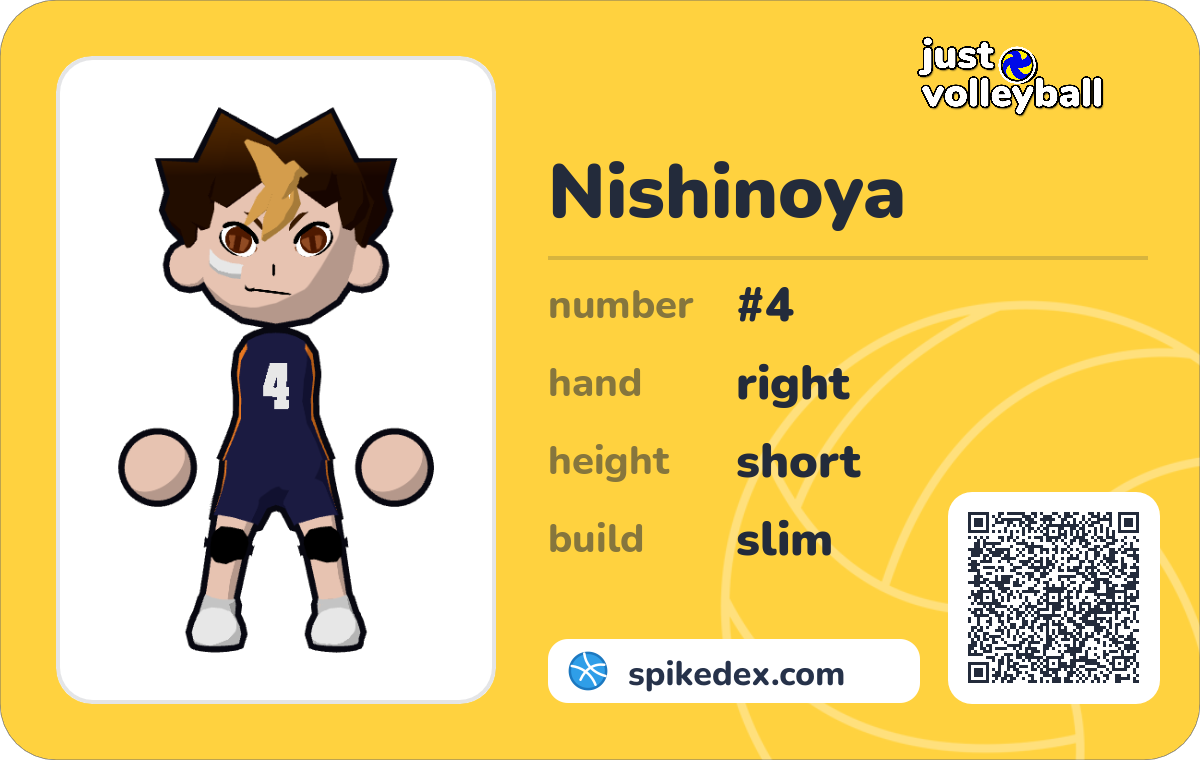 just
volleyball
Nishinoya
number #4
hand right
height short
build slim
4
spikedex.com